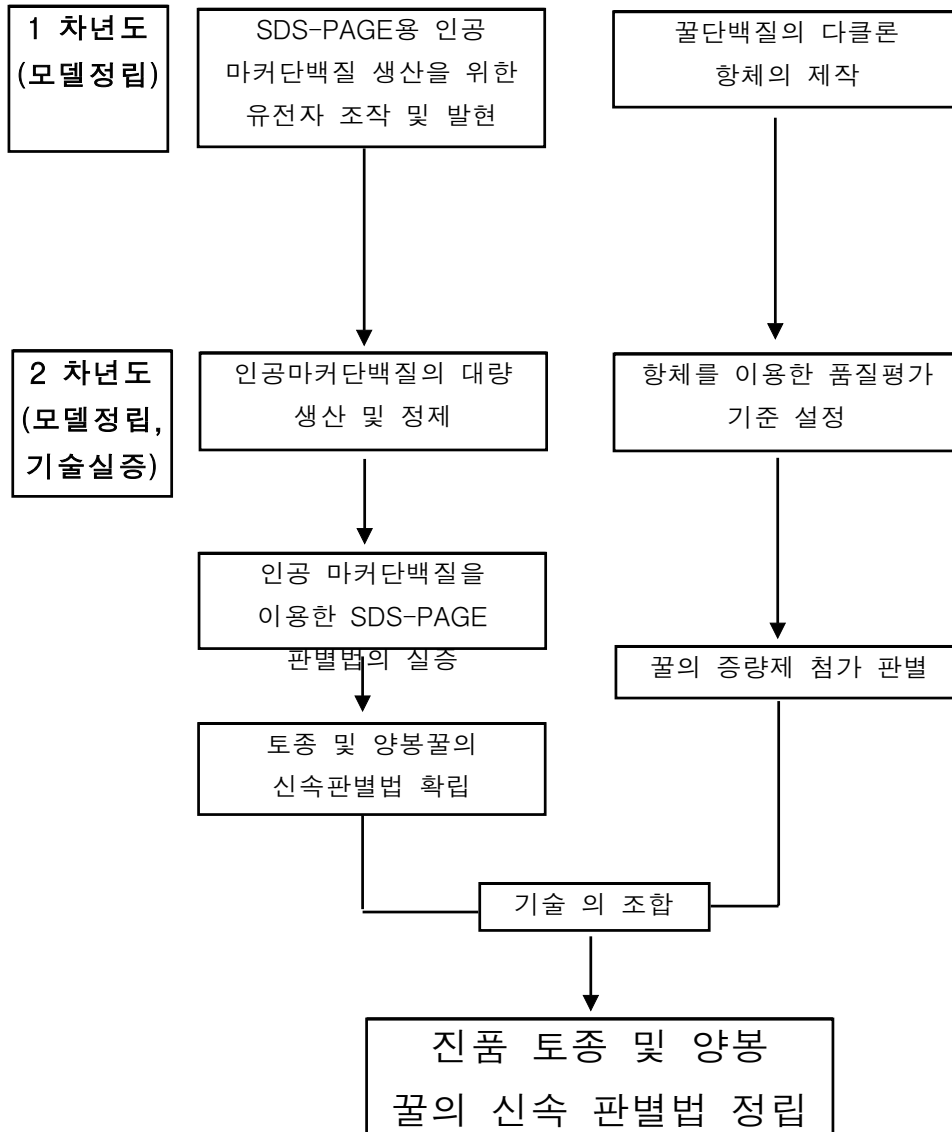 1 차년도
(모델정립)
SDS-PAGE용 인공
마커단백질 생산을 위한
유전자 조작 및 발현
꿀단백질의 다클론
항체의 제작
2 차년도
(모델정립,
기술실증)
인공마커단백질의 대량
생산 및 정제
항체를 이용한 품질평가
기준 설정
인공 마커단백질을
이용한 SDS-PAGE
판별법의 실증
꿀의 증량제 첨가 판별
토종 및 양봉꿀의
신속판별법 확립
기술 의 조합
진품 토종 및 양봉
꿀의 신속 판별법 정립